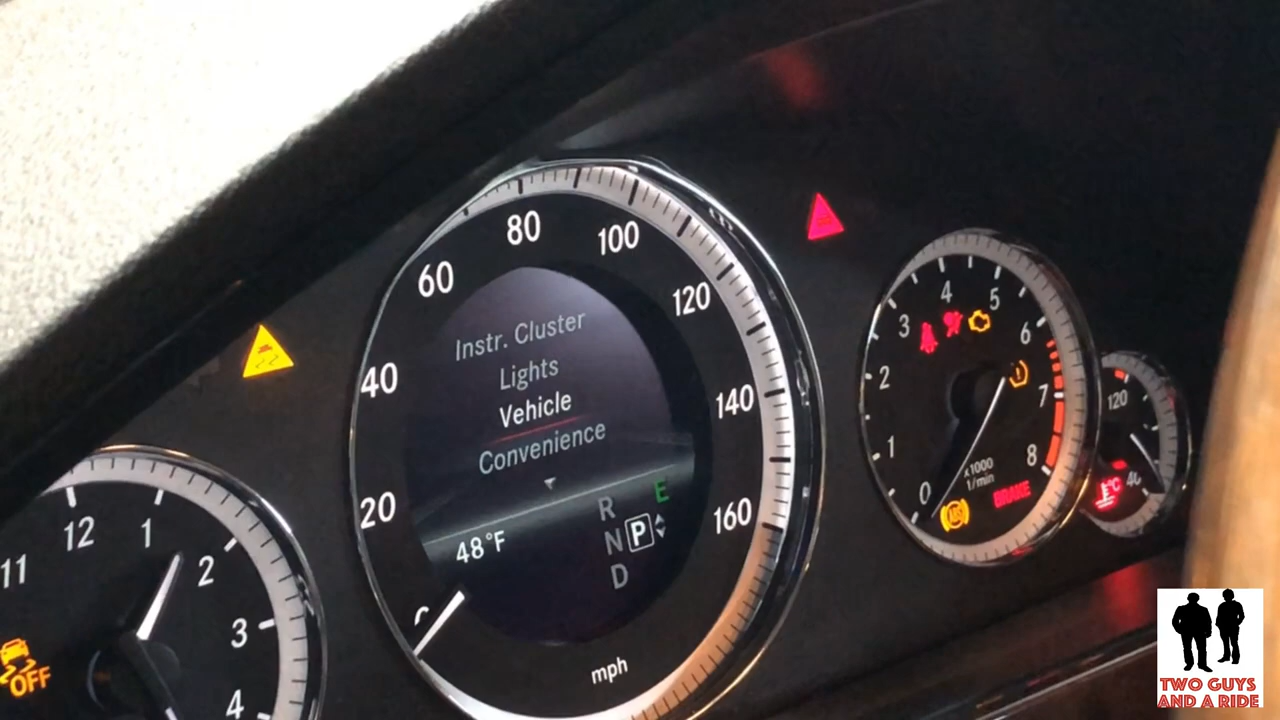 80
100
60
120
Instr. Cluster
40
Lights
Vehicle
140
Convenience
20
R
E
160
N
P
D
48°F
mph
4
5
3
6
2
7
1
8
0
x1000
1/min
BRAKE
ABS
120
40
°C
12
1
11
2
3
4
OFF
TWO GUYS
AND A RIDE